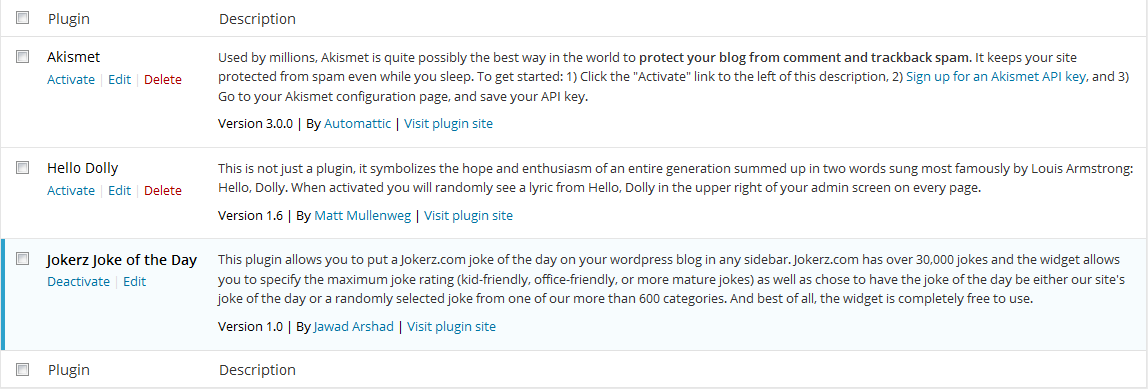 Plugin Description
Akismet
Activate | Edit | Delete
Used by millions, Akismet is quite possibly the best way in the world to protect your blog from comment and trackback spam. It keeps your site
protected from spam even while you sleep. To get started: 1) Click the "Activate" link to the left of this description, 2) Sign up for an Akismet API key, and 3)
Go to your Akismet configuration page, and save your API key.
Version 3.0.0 | By Automattic | Visit plugin site
Hello Dolly
Activate | Edit | Delete
This is not just a plugin, it symbolizes the hope and enthusiasm of an entire generation summed up in two words sung most famously by Louis Armstrong:
Hello, Dolly. When activated you will randomly see a lyric from Hello, Dolly in the upper right of your admin screen on every page.
Version 1.6 | By Matt Mullenweg | Visit plugin site
Jokerz Joke of the Day
Deactivate | Edit
This plugin allows you to put a Jokerz.com joke of the day on your wordpress blog in any sidebar. Jokerz.com has over 30,000 jokes and the widget allows
you to specify the maximum joke rating (kid-friendly, office-friendly, or more mature jokes) as well as chose to have the joke of the day be either our site's
joke of the day or a randomly selected joke from one of our more than 600 categories. And best of all, the widget is completely free to use.
Version 1.0 | By Jawad Arshad | Visit plugin site
Plugin Description